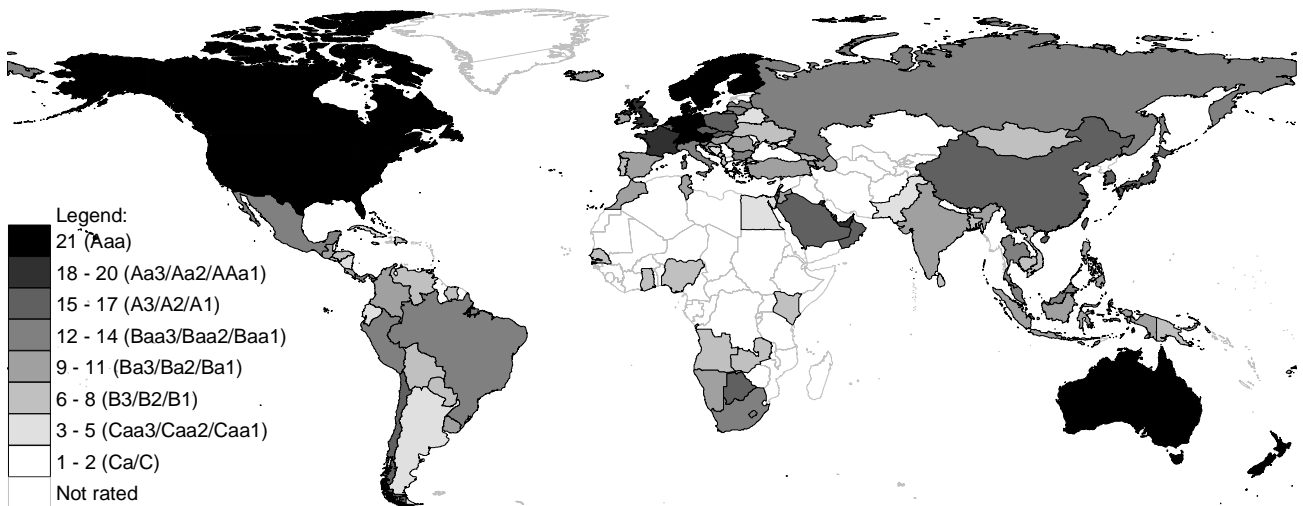 Legend:
21 (Aaa)
18 - 20 (Aa3/Aa2/AAa1)
15 - 17 (A3/A2/A1)
12 - 14 (Baa3/Baa2/Baa1)
9 - 11 (Ba3/Ba2/Ba1)
6 - 8 (B3/B2/B1)
3 - 5 (Caa3/Caa2/Caa1)
1 - 2 (Ca/C)
Not rated